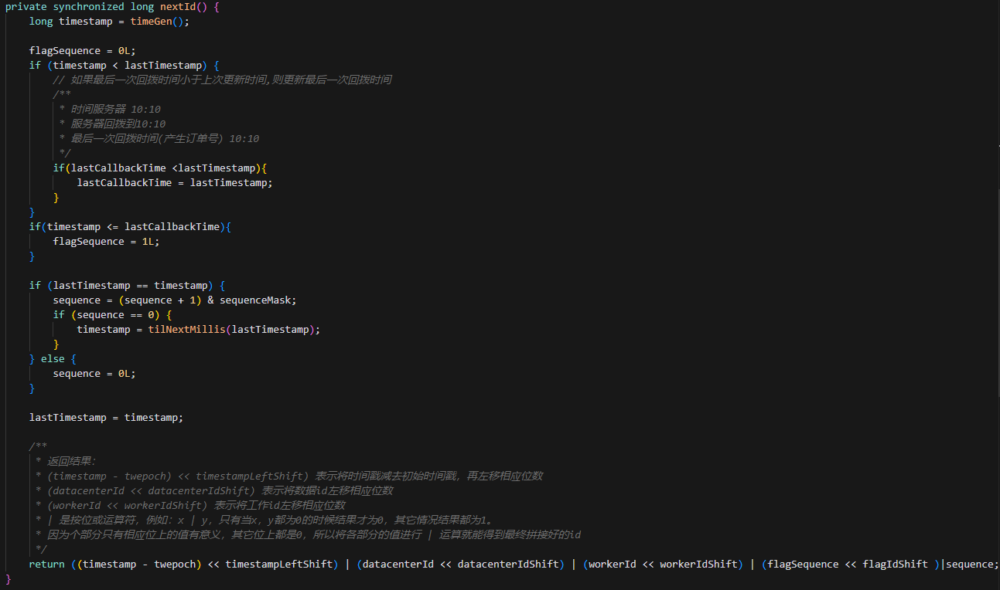 private synchronized long nextId() {
    long timestamp = timeGen();
    flagSequence = 0L;
    if (timestamp < lastTimestamp) {
        // 如果最后一次回拨时间小于上次更新时间,则更新最后一次回拨时间
        /**
         * 时间服务器 10:10
         * 服务器回拨到10:10
         * 最后一次回拨时间(产生订单号) 10:10
         */
        if(lastCallbackTime <lastTimestamp){
            lastCallbackTime = lastTimestamp;
        }
    }
    if(timestamp <= lastCallbackTime){
        flagSequence = 1L;
    }
    if (lastTimestamp == timestamp) {
        sequence = (sequence + 1) & sequenceMask;
        if (sequence == 0) {
            timestamp = tilNextMillis(lastTimestamp);
        }
    } else {
        sequence = 0L;
    }
    lastTimestamp = timestamp;
    /**
     * 返回结果:
     * (timestamp - twepoch) << timestampLeftShift) 表示将时间戳减去初始时间戳，再左移相应位数
     * (datacenterId << datacenterIdShift) 表示将数据id左移相应位数
     * (workerId << workerIdShift) 表示将工作id左移相应位数
     * | 是按位或运算符，例如：x | y，只有当x，y都为0的时候结果才为0，其它情况结果都为1。
     * 因为个部分只有相应位上的值有意义，其它位上都是0，所以将各部分的值进行 | 运算就能得到最终拼接好的id
     */
    return ((timestamp - twepoch) << timestampLeftShift) | (datacenterId << datacenterIdShift) | (workerId << workerIdShift) | (flagSequence << flagIdShift )|sequence;
}